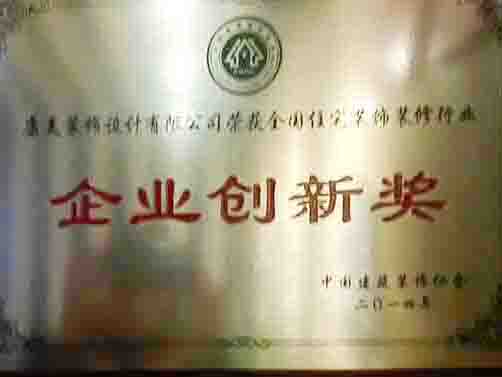 康美装饰设计有限公司荣获全国住宅装饰装修行业
企业创新奖
中国建筑装饰协会
二〇一四年